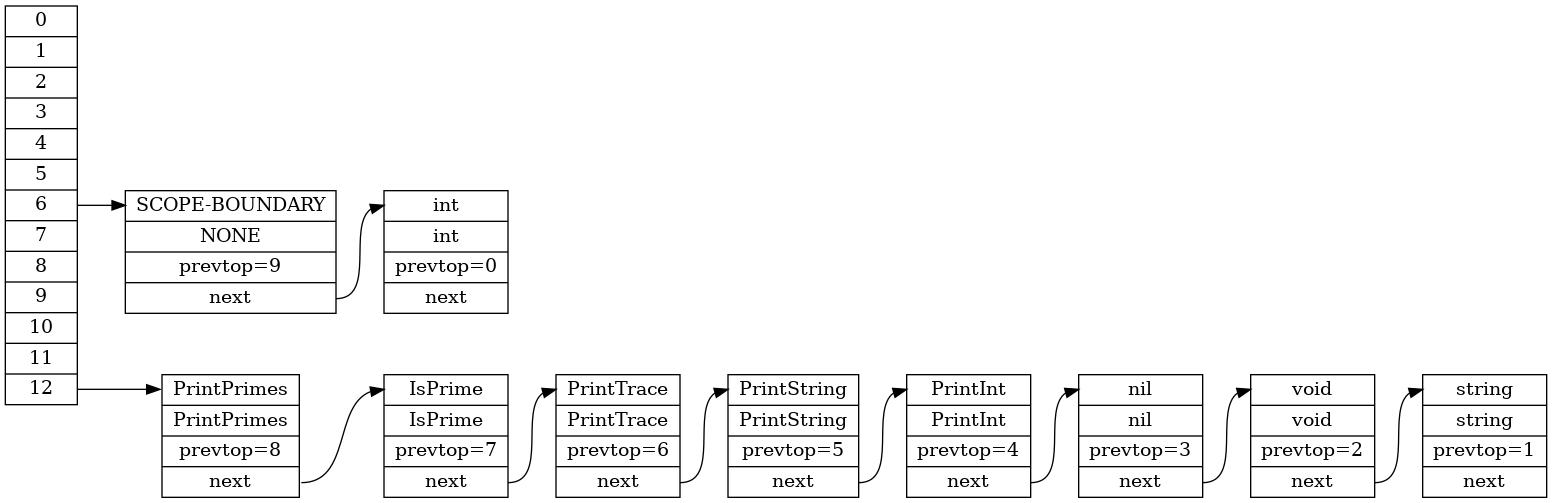 0
1
2
3
4
5
6
7
8
9
10
11
12
SCOPE-BOUNDARY
NONE
prevtop=9
next
int
int
prevtop=0
next
PrintPrimes
PrintPrimes
prevtop=8
next
IsPrime
IsPrime
prevtop=7
next
PrintTrace
PrintTrace
prevtop=6
next
PrintString
PrintString
prevtop=5
next
PrintInt
PrintInt
prevtop=4
next
nil
nil
prevtop=3
next
void
void
prevtop=2
next
string
string
prevtop=1
next